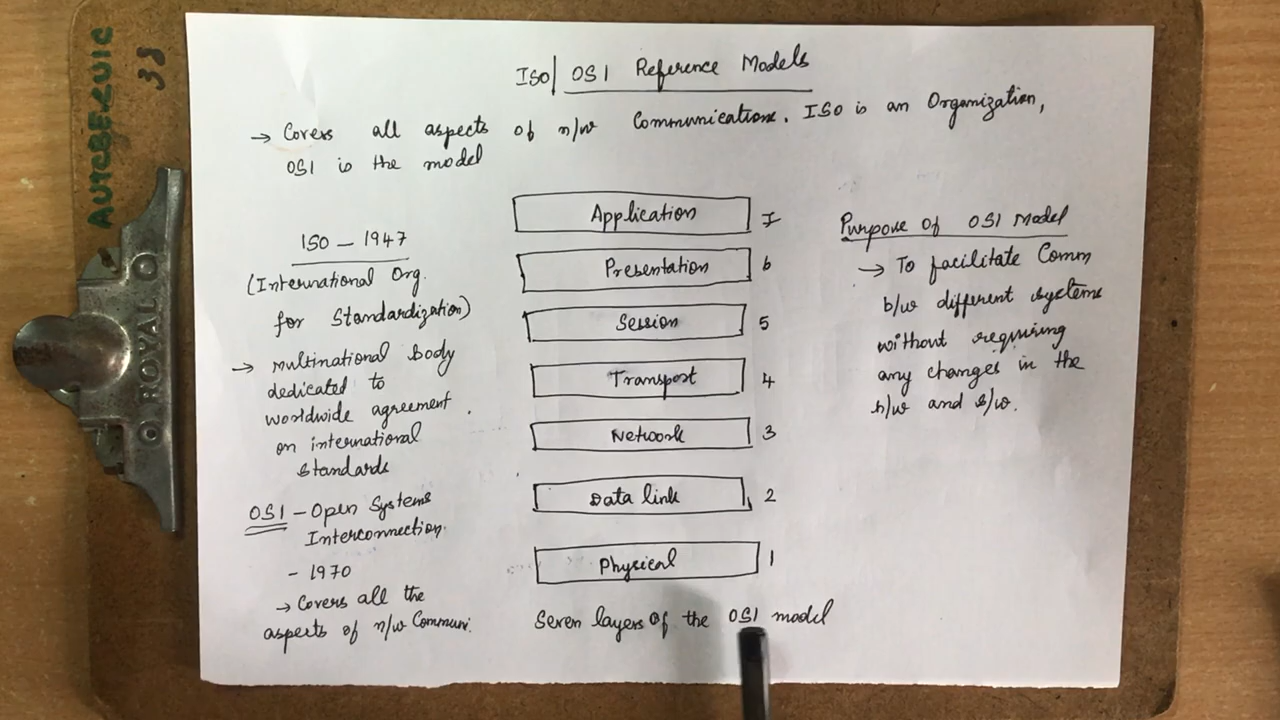 ISO/ OSI Reference Models
→ Covers all aspects of n/w Communications. ISO is an Organization,
OSI is the model
ISO – 1947
(International Org.
for Standardization)
→ multinational body
dedicated to
worldwide agreement
on international
standards
OSI – Open Systems
Interconnection.
- 1970
→ Covers all the
aspects of n/w Communi.
Application 7
Presentation 6
Session 5
Transport 4
Network 3
Data link 2
Physical 1
Seven layers of the OSI model
Purpose of OSI Model
→ To facilitate Comm
b/w different systems
without requiring
any changes in the
h/w and s/w.
ROYAL
AUTCBERUIC
38